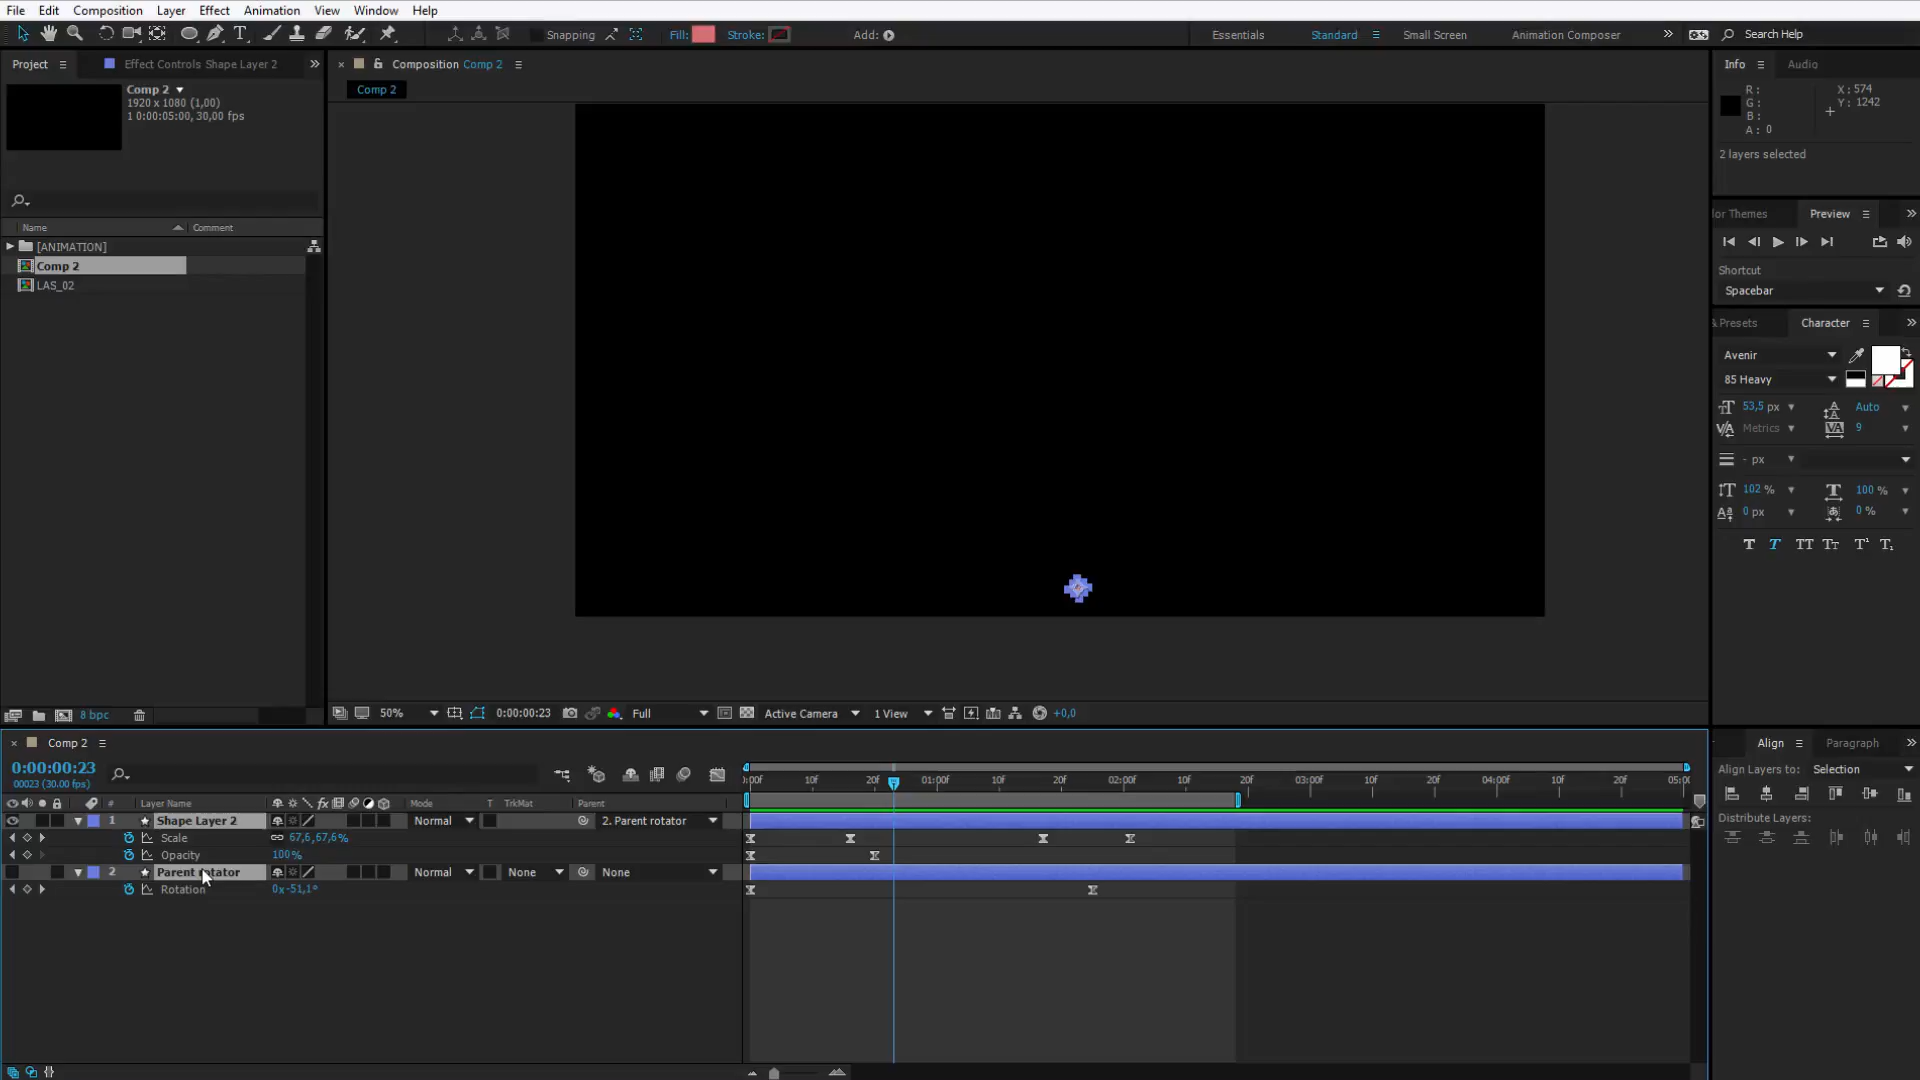 File Edit Composition Layer Effect Animation View Window Help
Snapping Fill: Stroke: Add: Essentials Standard Small Screen Animation Composer Search Help
Project Effect Controls Shape Layer 2
Composition Comp 2
Info Audio
Comp 2
1920 x 1080 (1,00)
1 0:00:05:00, 30,00 fps
Comp 2
R:
G:
B:
A: 0
X: 574
Y: 1242
2 layers selected
Name Comment
[ANIMATION]
Comp 2
LAS_02
lor Themes Preview
Shortcut
Spacebar
& Presets Character
Avenir
85 Heavy
53,5 px Auto
Metrics 9
- px
102 % 100 %
0 px 0 %
T T TT Tт T¹ T₁
8 bpc
50% 0:00:00:23 Full Active Camera 1 View +0,0
Comp 2
Align Paragraph
0:00:00:23
00023 (30.00 fps)
Align Layers to: Selection
Distribute Layers:
):00f 10f 20f 01:00f 10f 20f 02:00f 10f 20f 03:00f 10f 20f 04:00f 10f 20f 05:00
# Layer Name Mode T TrkMat Parent
1 Shape Layer 2 Normal 2. Parent rotator
Scale 67,6,67,6%
Opacity 100%
2 Parent rotator Normal None None
Rotation 0x-51,1°